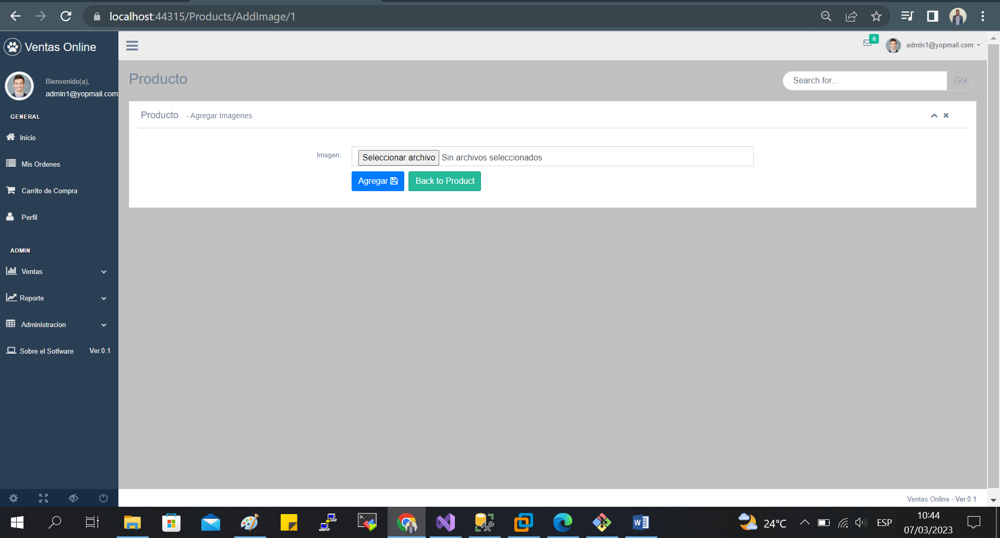 localhost:44315/Products/AddImage/1
Ventas Online
6
admin1@yopmail.com
Bienvenido(a),
admin1@yopmail.com
Producto
Search for...
Go!
GENERAL
Inicio
Mis Ordenes
Carrito de Compra
Perfil
ADMIN
Ventas
Reporte
Administracion
Sobre el Sotfware Ver.0.1
Producto - Agregar Imagenes
Imagen:
Seleccionar archivo Sin archivos seleccionados
Agregar
Back to Product
Ventas Online - Ver.0.1
24°C
ESP
10:44
07/03/2023